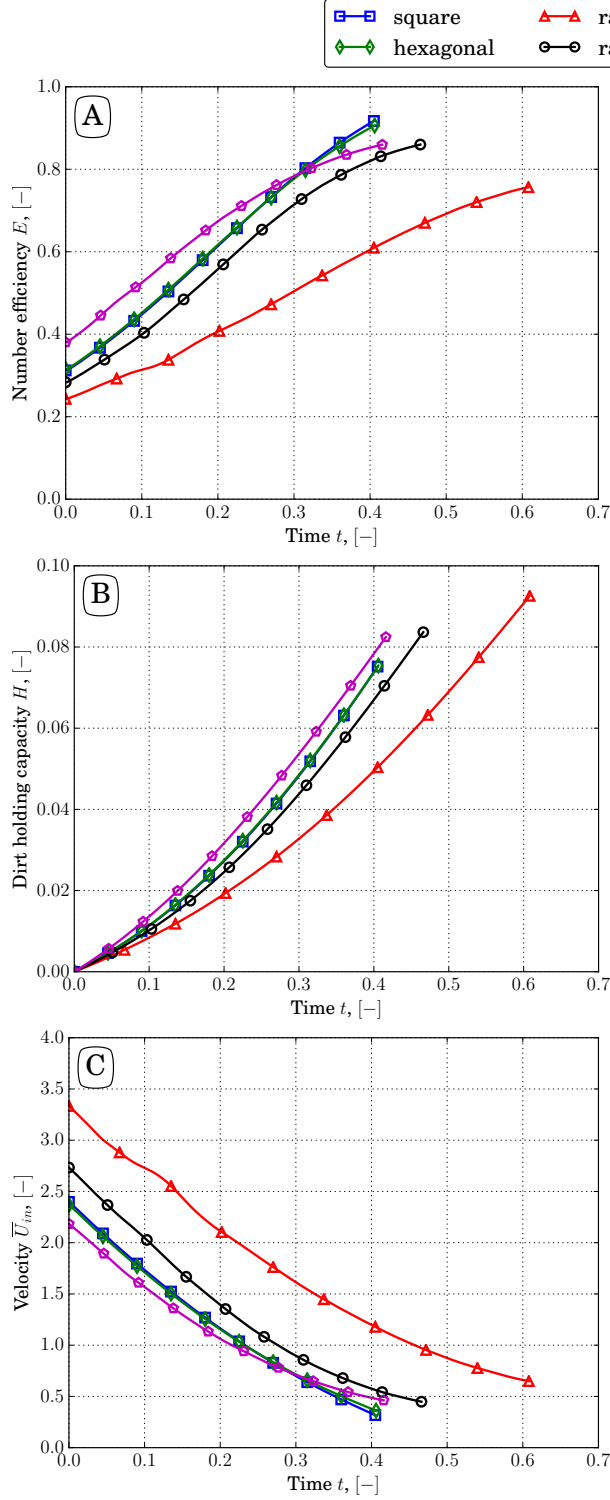 square
ra
hexagonal
ra
A
1.0
0.8
0.6
0.4
0.2
0.0
Number efficiency E, [−]
0.0 0.1 0.2 0.3 0.4 0.5 0.6 0.7
Time t, [−]
B
0.10
0.08
0.06
0.04
0.02
0.00
Dirt holding capacity H, [−]
0.0 0.1 0.2 0.3 0.4 0.5 0.6 0.7
Time t, [−]
C
4.0
3.5
3.0
2.5
2.0
1.5
1.0
0.5
0.0
Velocity U̅in, [−]
0.0 0.1 0.2 0.3 0.4 0.5 0.6 0.7
Time t, [−]